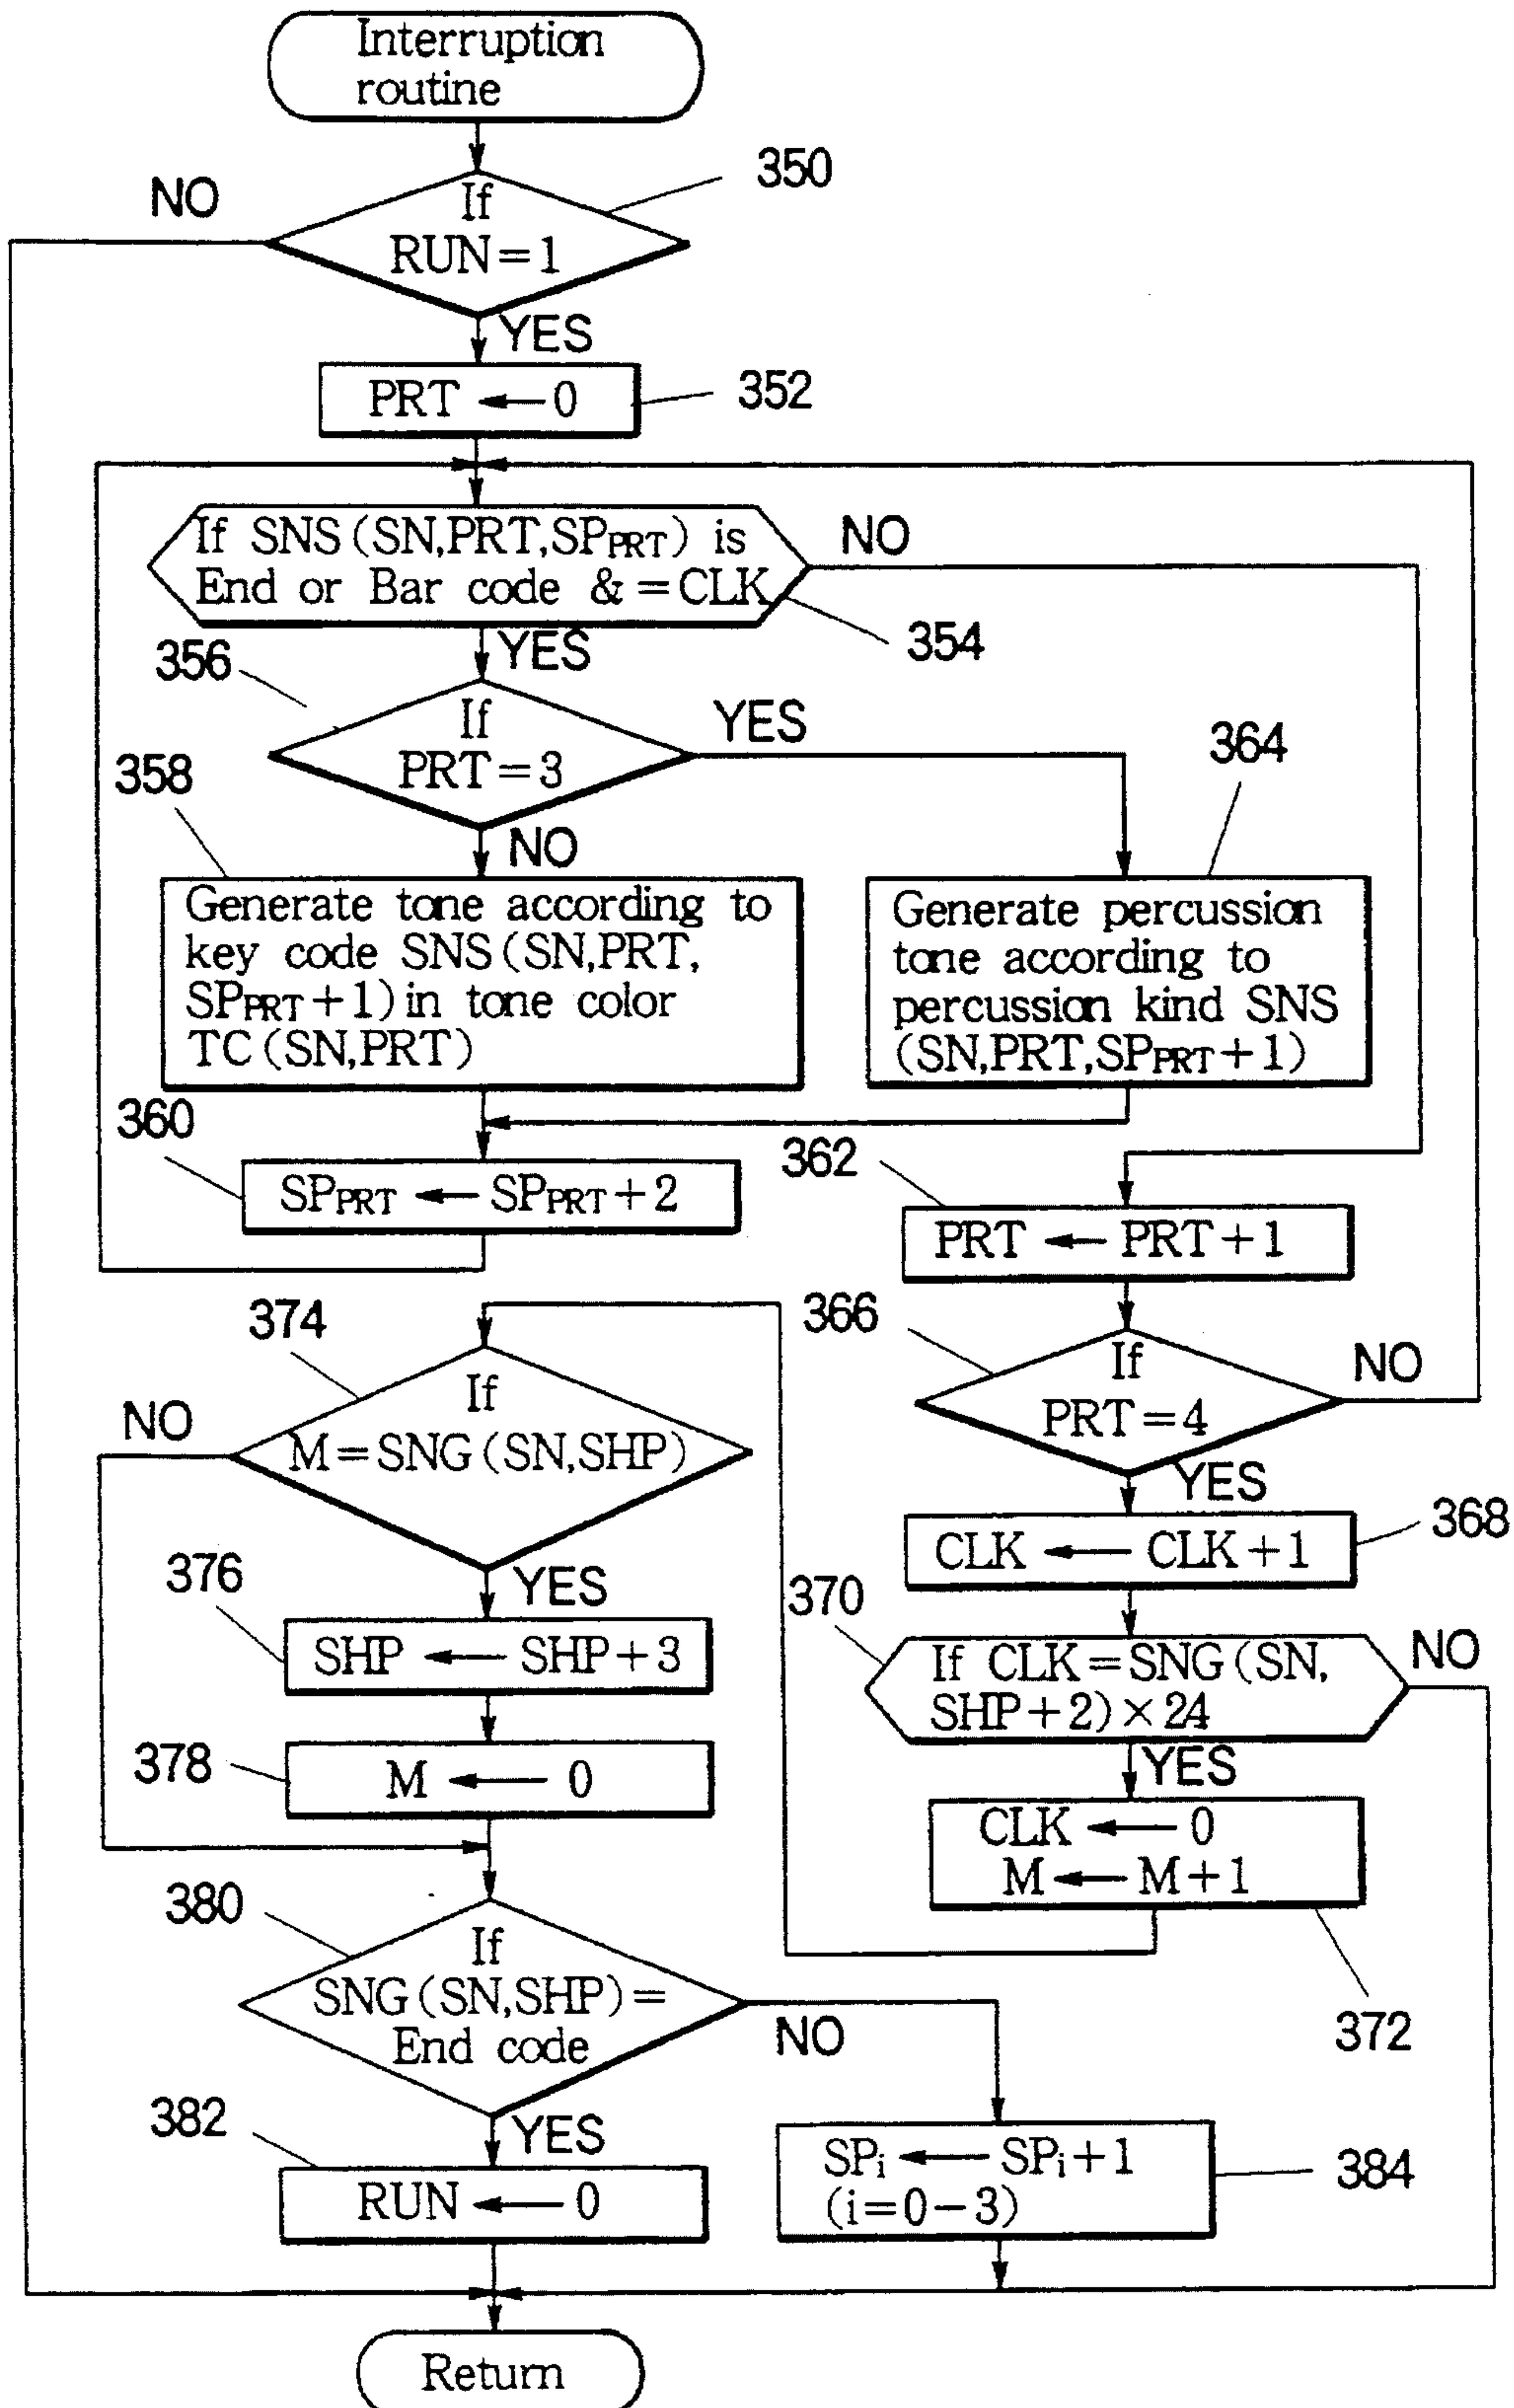 Interruption
routine
350
NO
If
RUN=1
YES
PRT ← 0
352
If SNS(SN,PRT,SPPRT) is
End or Bar code & =CLK
NO
354
YES
356
If
PRT=3
YES
358
364
NO
Generate tone according to
key code SNS(SN,PRT,
SPPRT+1)in tone color
TC(SN,PRT)
Generate percussion
tone according to
percussion kind SNS
(SN,PRT,SPPRT+1)
360
SPPRT ← SPPRT+2
362
PRT ← PRT+1
366
If
PRT=4
NO
YES
CLK ← CLK+1
368
370
If CLK=SNG(SN,
SHP+2)×24
NO
YES
CLK ← 0
M ← M+1
372
374
If
M=SNG(SN,SHP)
NO
YES
376
SHP ← SHP+3
378
M ← 0
380
If
SNG(SN,SHP)=
End code
NO
YES
382
RUN ← 0
SPi ← SPi+1
(i=0−3)
384
Return